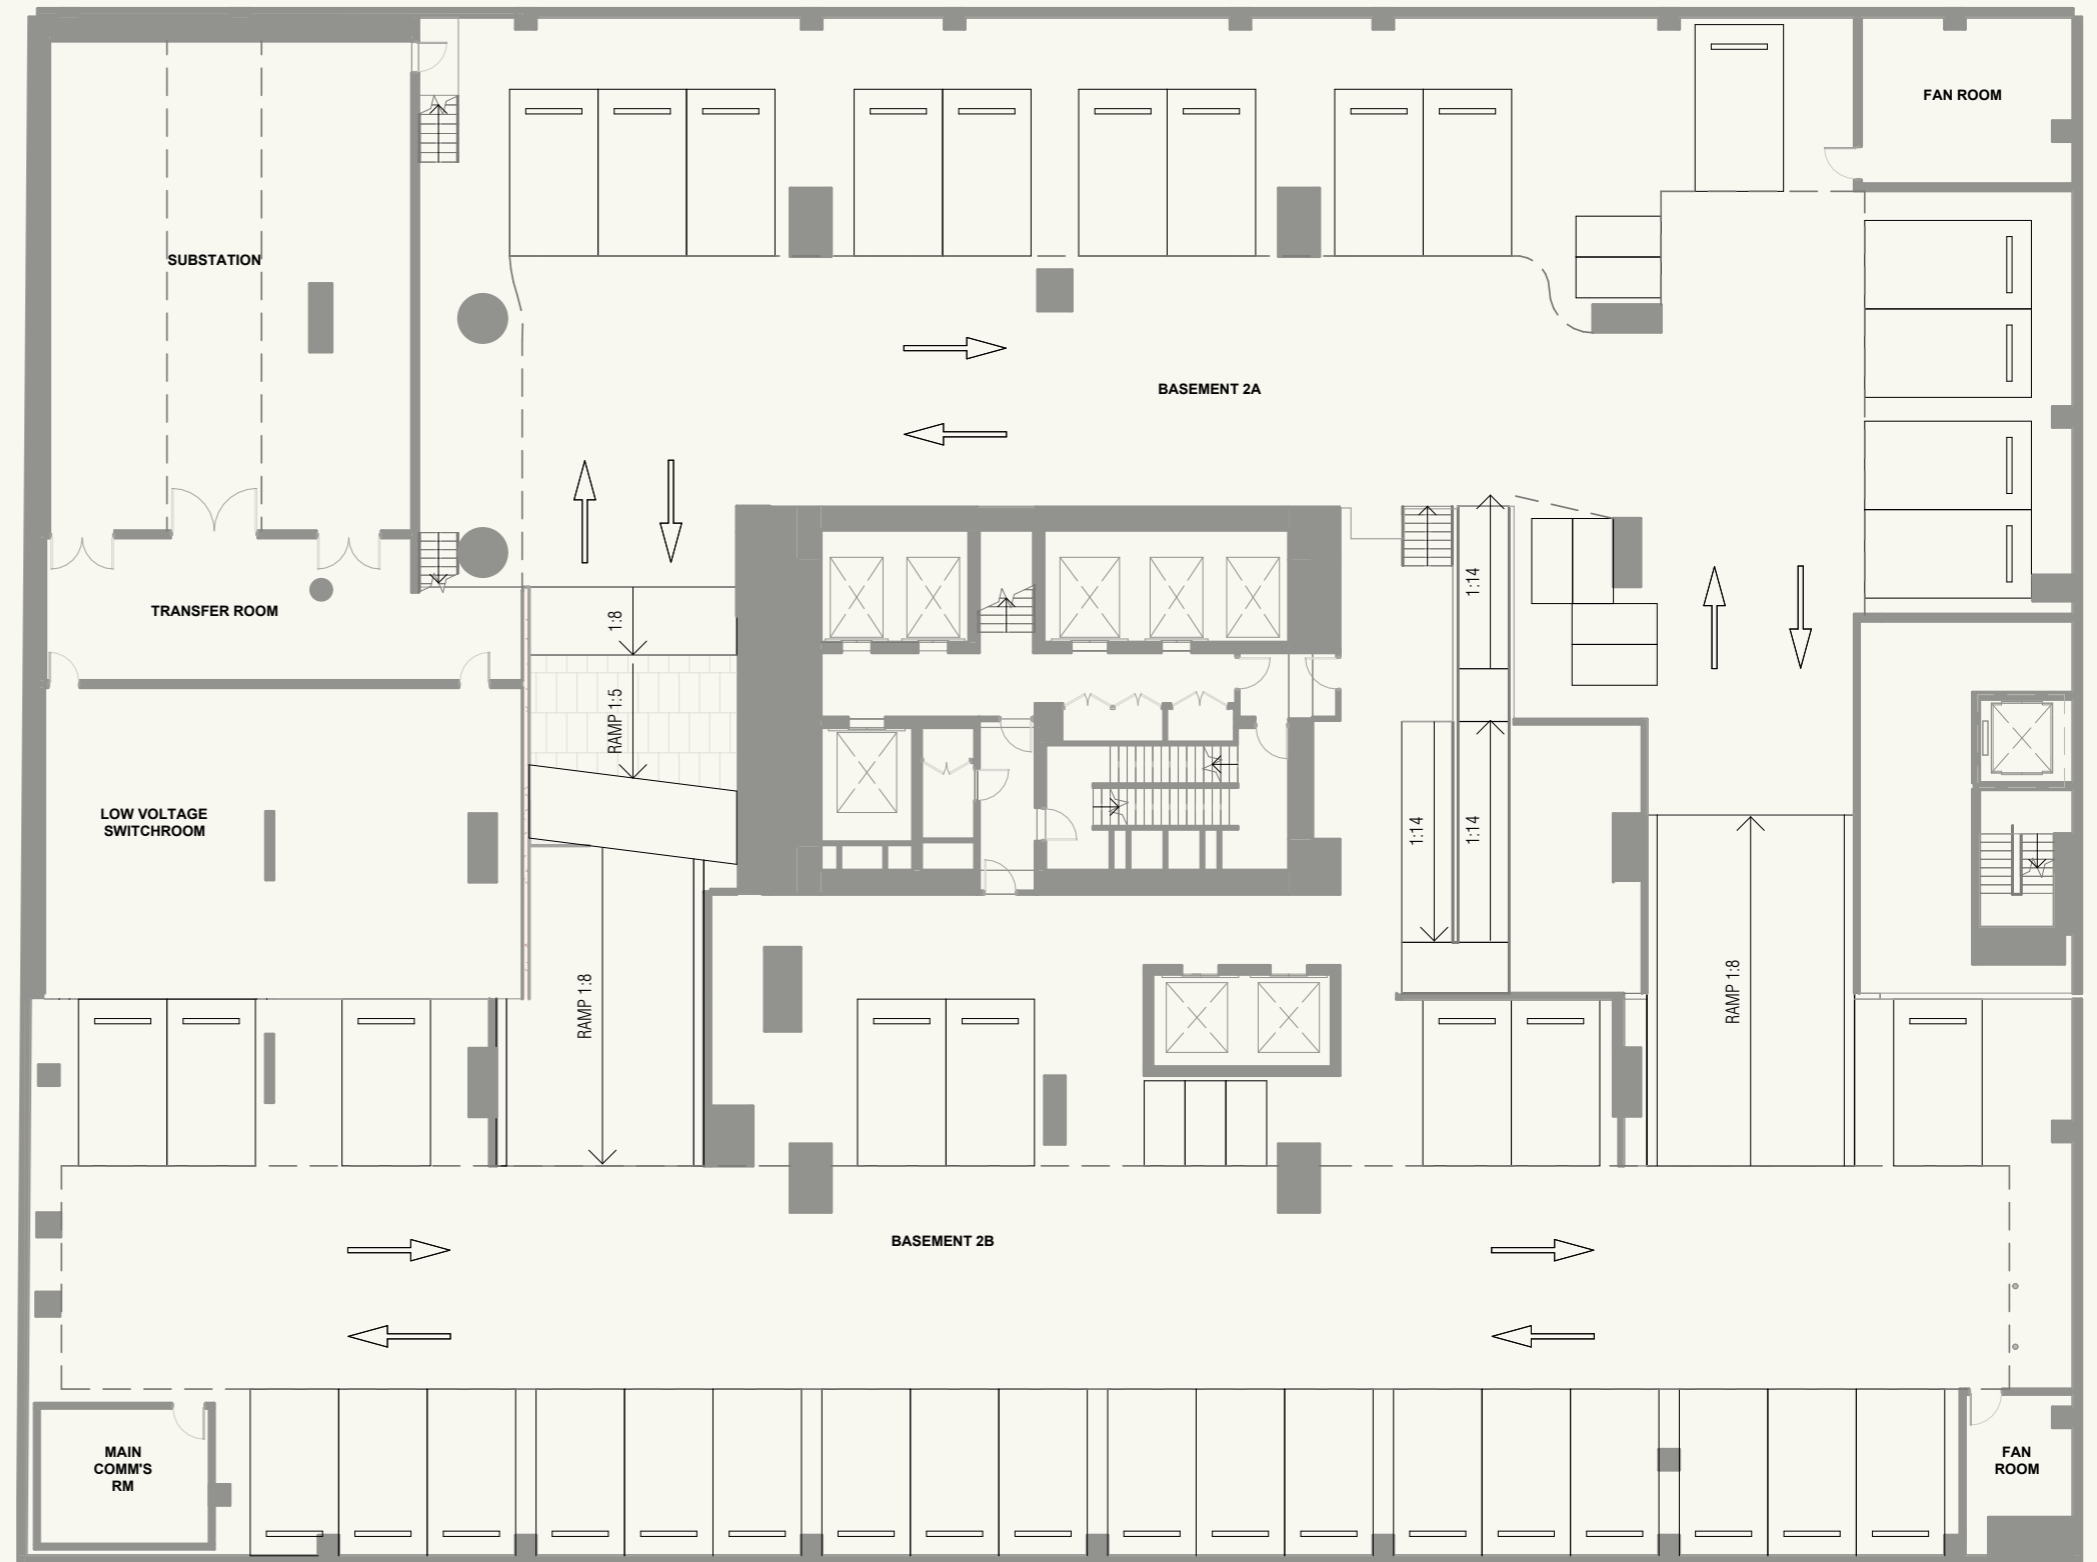 FAN ROOM
SUBSTATION
BASEMENT 2A
1:14
1:8
TRANSFER ROOM
RAMP 1:5
LOW VOLTAGE
SWITCHROOM
1:14
1:14
RAMP 1:8
RAMP 1:8
BASEMENT 2B
MAIN
COMM'S
RM
FAN
ROOM